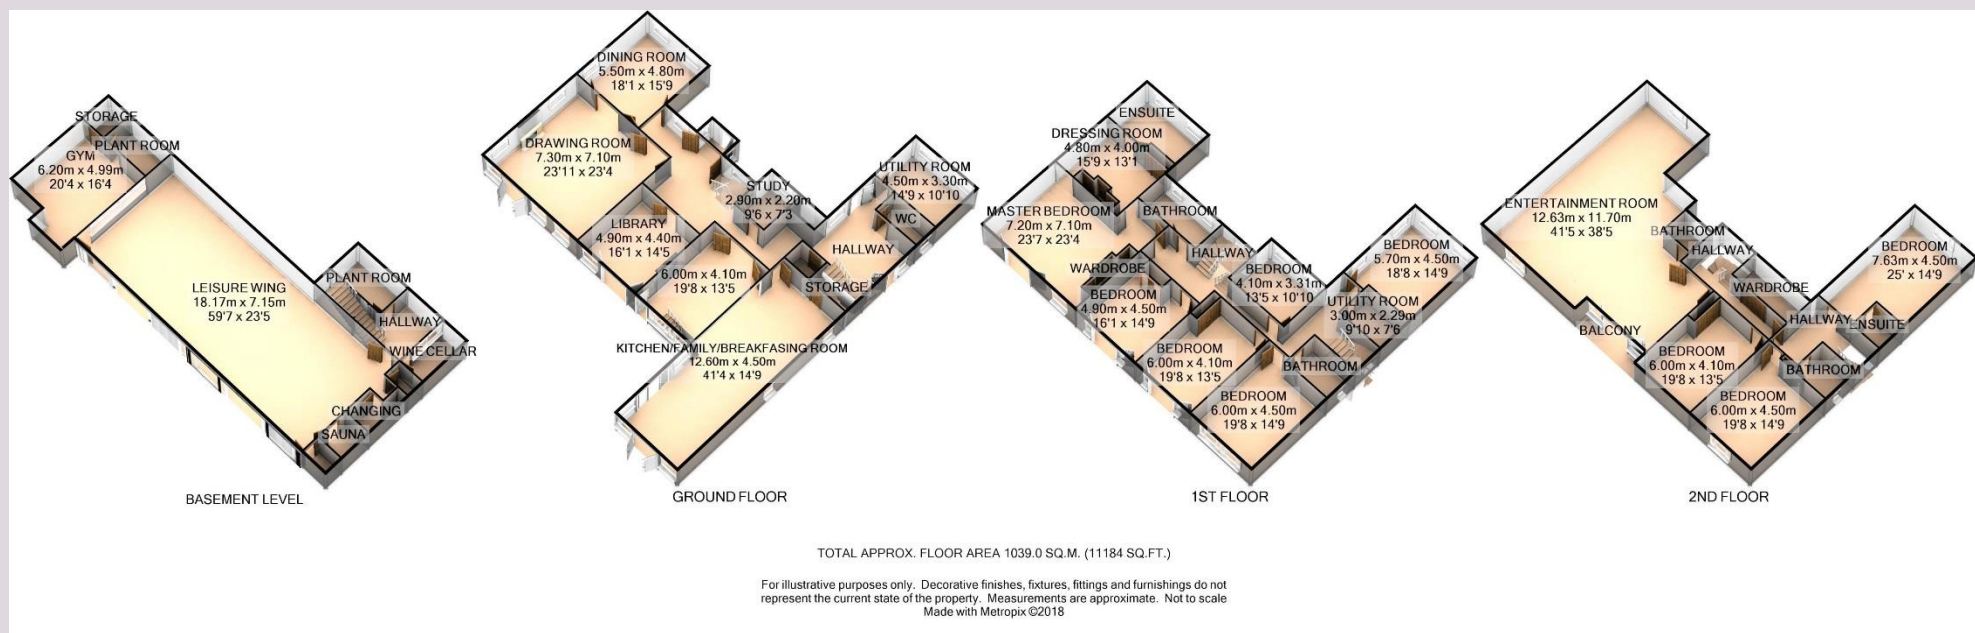 STORAGE
PLANT ROOM
GYM
6.20m x 4.99m
20'4 x 16'4
LEISURE WING
18.17m x 7.15m
59'7 x 23'5
PLANT ROOM
HALLWAY
WINE CELLAR
CHANGING
SAUNA
BASEMENT LEVEL
DINING ROOM
5.50m x 4.80m
18'1 x 15'9
DRAWING ROOM
7.30m x 7.10m
23'11 x 23'4
UTILITY ROOM
4.50m x 3.30m
14'9 x 10'10
STUDY
2.90m x 2.20m
9'6 x 7'3
WC
LIBRARY
4.90m x 4.40m
16'1 x 14'5
HALLWAY
6.00m x 4.10m
19'8 x 13'5
STORAGE
KITCHEN/FAMILY/BREAKFASING ROOM
12.60m x 4.50m
41'4 x 14'9
GROUND FLOOR
ENSUITE
DRESSING ROOM
4.80m x 4.00m
15'9 x 13'1
MASTER BEDROOM
7.20m x 7.10m
23'7 x 23'4
BATHROOM
HALLWAY
BEDROOM
5.70m x 4.50m
18'8 x 14'9
WARDROBE
BEDROOM
4.10m x 3.31m
13'5 x 10'10
BEDROOM
4.90m x 4.50m
16'1 x 14'9
UTILITY ROOM
3.00m x 2.29m
9'10 x 7'6
BEDROOM
6.00m x 4.10m
19'8 x 13'5
BATHROOM
BEDROOM
6.00m x 4.50m
19'8 x 14'9
1ST FLOOR
ENTERTAINMENT ROOM
12.63m x 11.70m
41'5 x 38'5
BATHROOM
HALLWAY
BEDROOM
7.63m x 4.50m
25' x 14'9
WARDROBE
HALLWAY
ENSUITE
BALCONY
BEDROOM
6.00m x 4.10m
19'8 x 13'5
BATHROOM
BEDROOM
6.00m x 4.50m
19'8 x 14'9
2ND FLOOR
TOTAL APPROX. FLOOR AREA 1039.0 SQ.M. (11184 SQ.FT.)
For illustrative purposes only. Decorative finishes, fixtures, fittings and furnishings do not
represent the current state of the property. Measurements are approximate. Not to scale
Made with Metropix ©2018